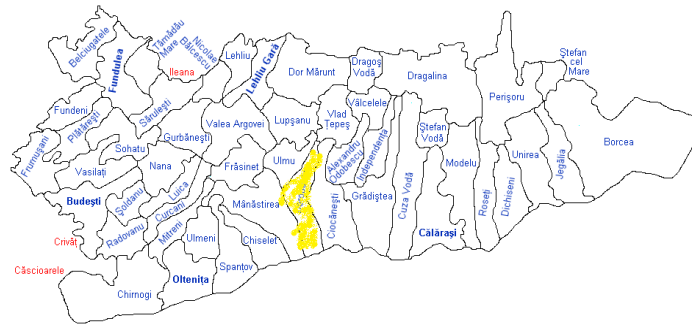 Belciugatele
Fundulea
Tămădău
Mare
Nicolae
Bălcescu
Ileana
Lehliu
Lehliu Gară
Dor Mărunt
Dragoş
Vodă
Dragalina
Ştefan
cel
Mare
Perişoru
Fundeni
Plătăreşti
Frumuşani
Sărulești
Sohatu
Gurbăneşti
Valea Argovei
Lupşanu
Vlad
Ţepeş
Vâlcelele
Ştefan
Vodă
Borcea
Vasilaţi
Nana
Frăsinet
Ulmu
Alexandru
Odobescu
Independenţa
Modelu
Unirea
Jegălia
Budeşti
Şoldanu
Luica
Curcani
Mânăstirea
Ciocăneşti
Grădiştea
Cuza Vodă
Roseţi
Dichiseni
Crivăţ
Radovanu
Mitreni
Ulmeni
Chiselet
Călăraşi
Căscioarele
Chirnogi
Olteniţa
Spanţov